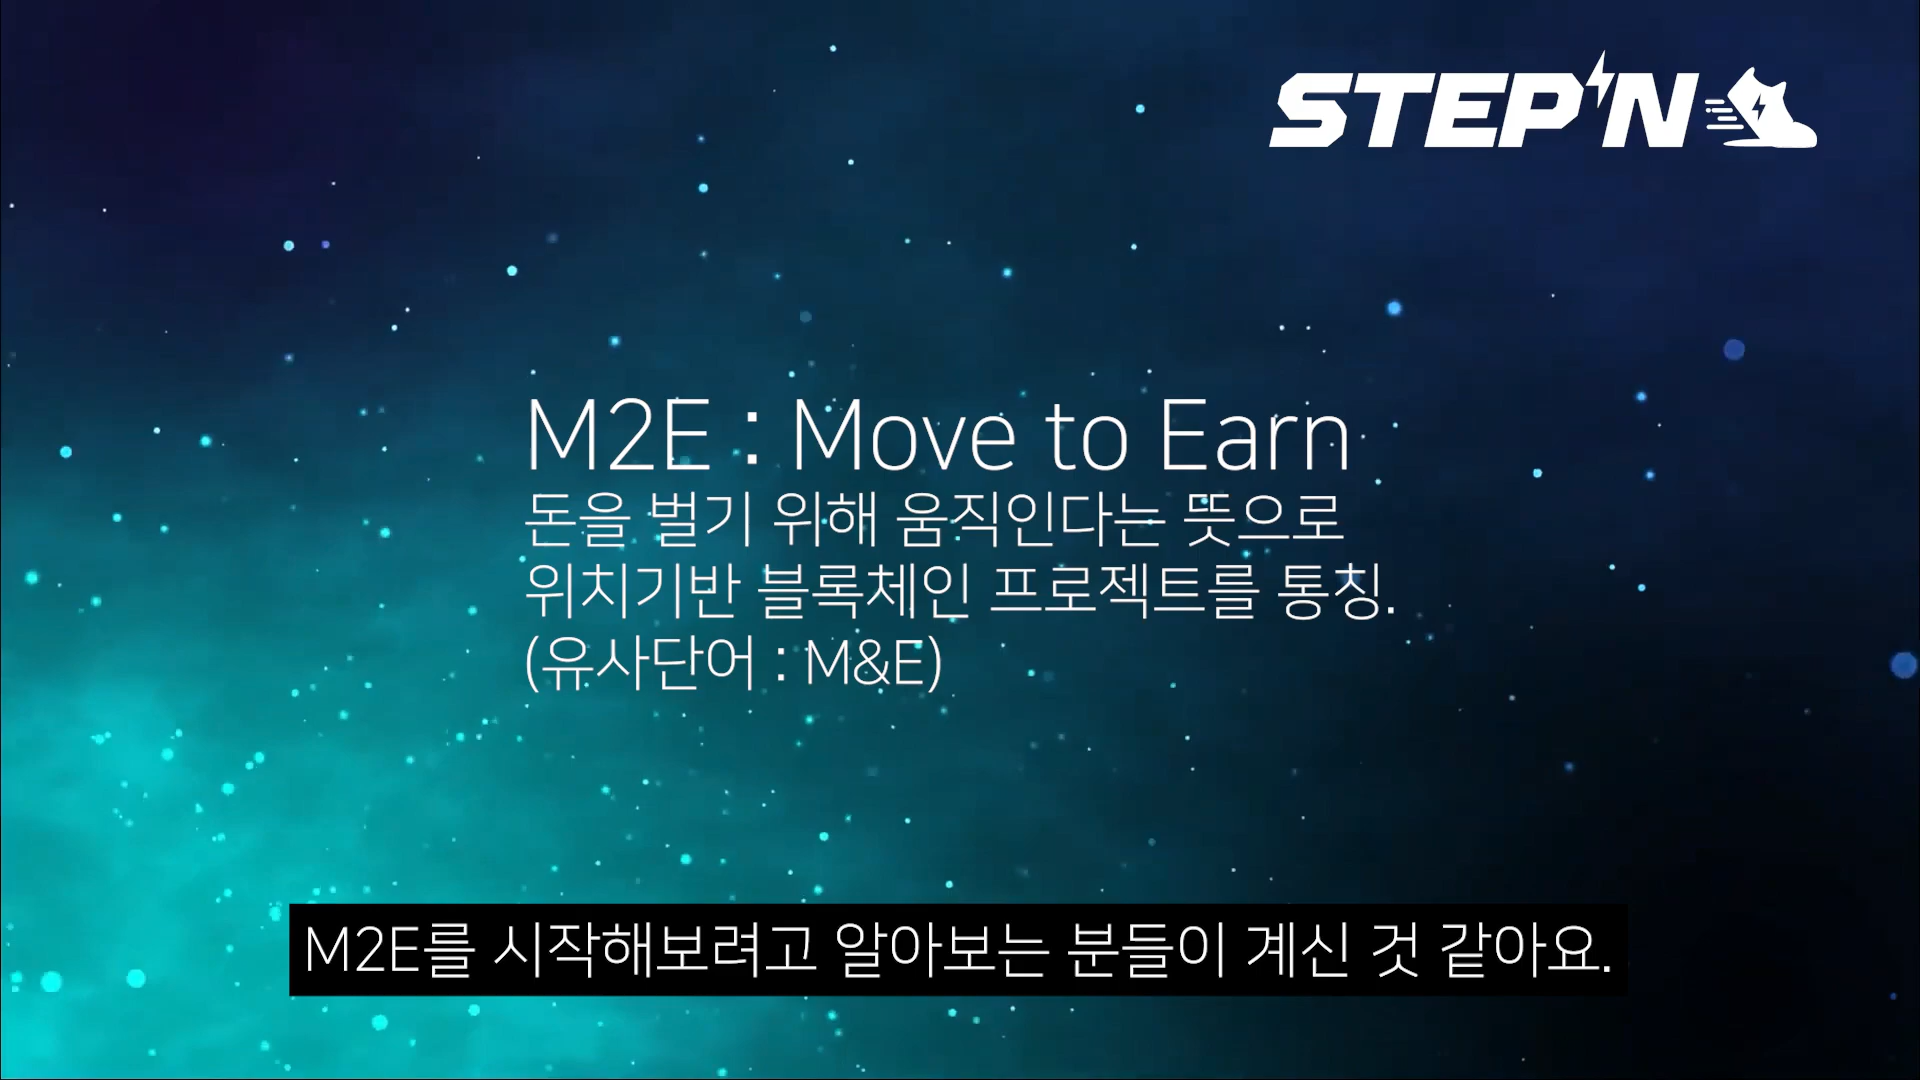 STEP'N
M2E : Move to Earn
돈을 벌기 위해 움직인다는 뜻으로
위치기반 블록체인 프로젝트를 통칭.
(유사단어 : M&E)
M2E를 시작해보려고 알아보는 분들이 계신 것 같아요.